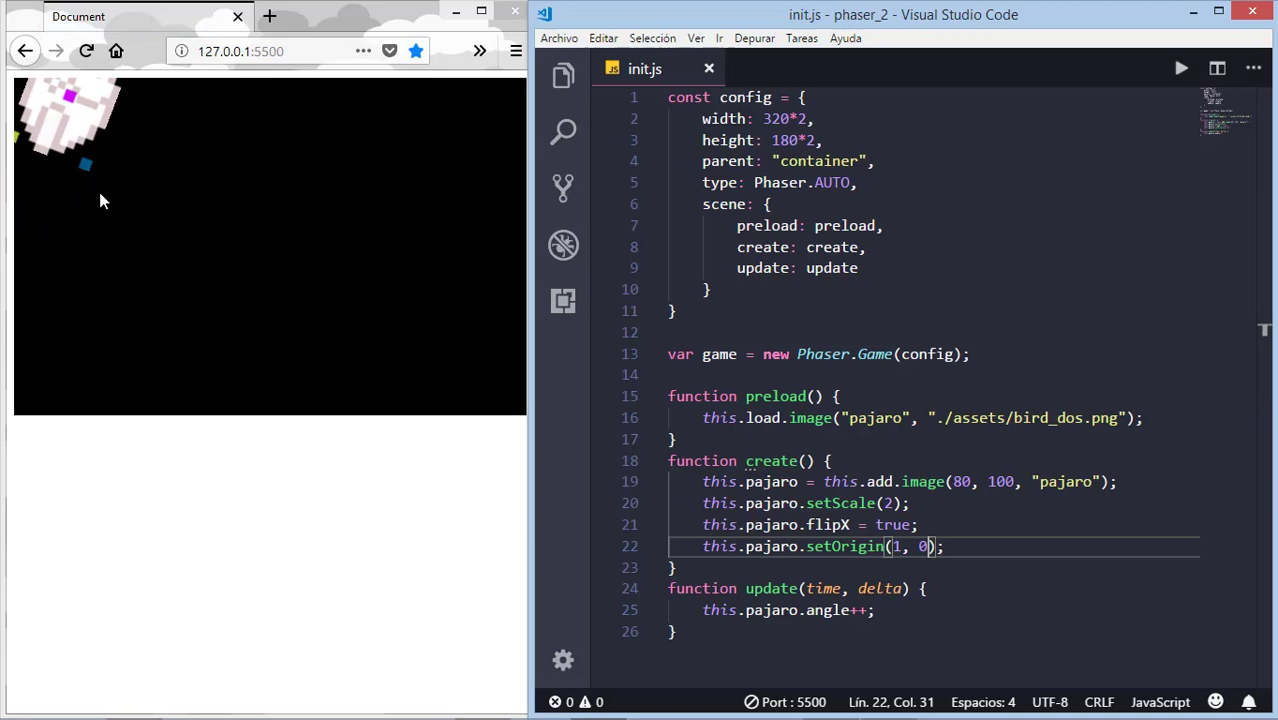 Document
127.0.0.1:5500
init.js - phaser_2 - Visual Studio Code
Archivo Editar Selección Ver Ir Depurar Tareas Ayuda
JS init.js
1 const config = {
2 width: 320*2,
3 height: 180*2,
4 parent: "container",
5 type: Phaser.AUTO,
6 scene: {
7 preload: preload,
8 create: create,
9 update: update
10 }
11 }
12
13 var game = new Phaser.Game(config);
14
15 function preload() {
16 this.load.image("pajaro", "./assets/bird_dos.png");
17 }
18 function create() {
19 this.pajaro = this.add.image(80, 100, "pajaro");
20 this.pajaro.setScale(2);
21 this.pajaro.flipX = true;
22 this.pajaro.setOrigin(1, 0);
23 }
24 function update(time, delta) {
25 this.pajaro.angle++;
26 }
0 0 Port : 5500 Lín. 22, Col. 31 Espacios: 4 UTF-8 CRLF JavaScript